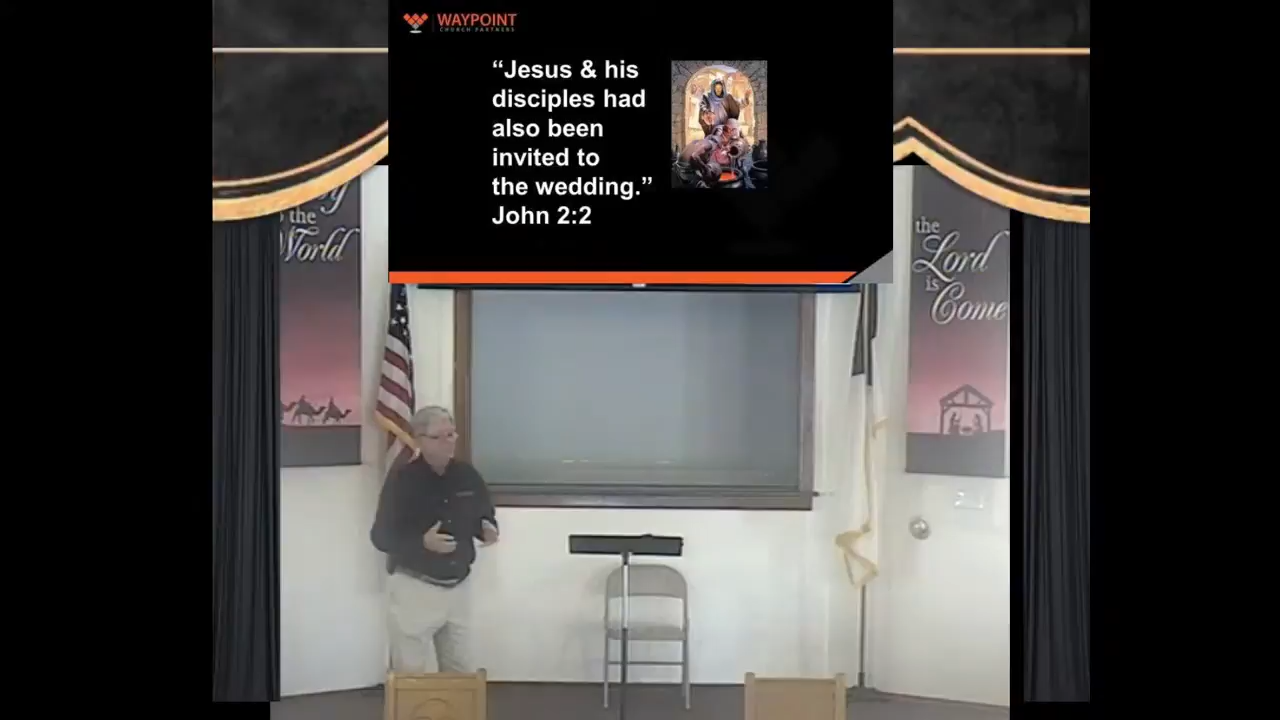 WAYPOINT
CHURCH PARTNERS
“Jesus & his
disciples had
also been
invited to
the wedding.”
John 2:2
the
World
the
Lord
is
Come